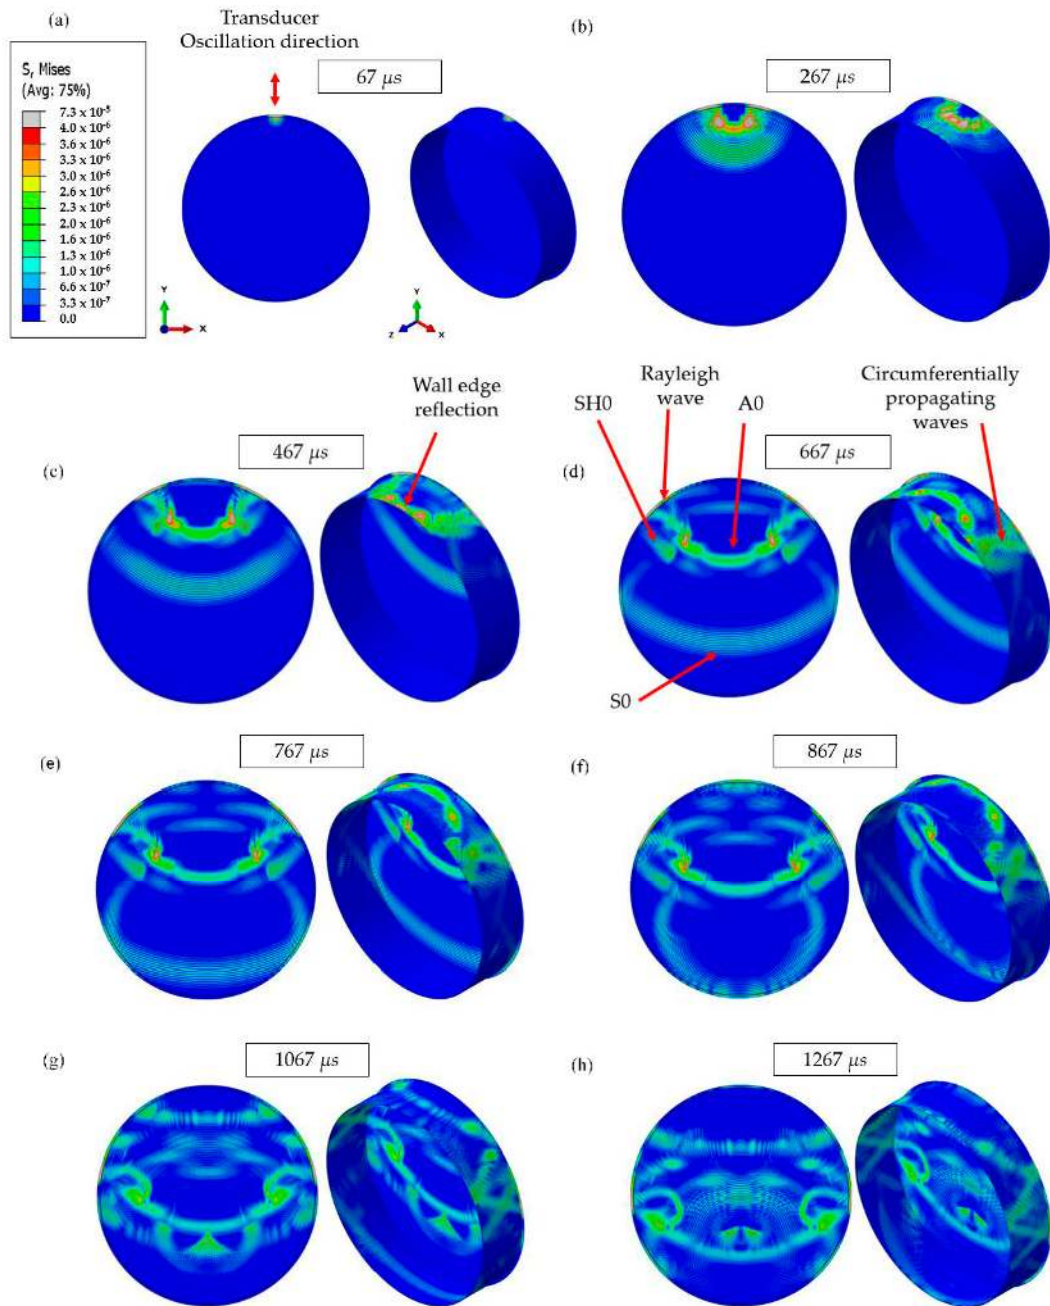 (a)
Transducer
Oscillation direction
67 μs
(b)
267 μs
S, Mises
(Avg: 75%)
7.3 x 10⁻⁵
4.0 x 10⁻⁶
3.6 x 10⁻⁶
3.3 x 10⁻⁶
3.0 x 10⁻⁶
2.6 x 10⁻⁶
2.3 x 10⁻⁶
2.0 x 10⁻⁶
1.6 x 10⁻⁶
1.3 x 10⁻⁶
1.0 x 10⁻⁶
6.6 x 10⁻⁷
3.3 x 10⁻⁷
0.0
Y
X
Y
Z
X
(c)
467 μs
Wall edge
reflection
(d)
667 μs
SH0
Rayleigh
wave
A0
Circumferentially
propagating
waves
S0
(e)
767 μs
(f)
867 μs
(g)
1067 μs
(h)
1267 μs